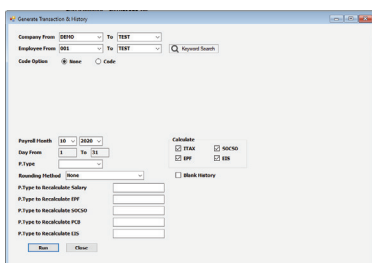 Generate Transaction & History
Company From DEMO To TEST
Employee From 001 To TEST Keyword Search
Code Option None Code
Payroll Month 10 2020
Day From 1 To 31
P.Type
Rounding Method None
Calculate
ITAX SOCSO
EPF EIS
Blank History
P.Type to Recalculate Salary
P.Type to Recalculate EPF
P.Type to Recalculate SOCSO
P.Type to Recalculate PCB
P.Type to Recalculate EIS
Run Close